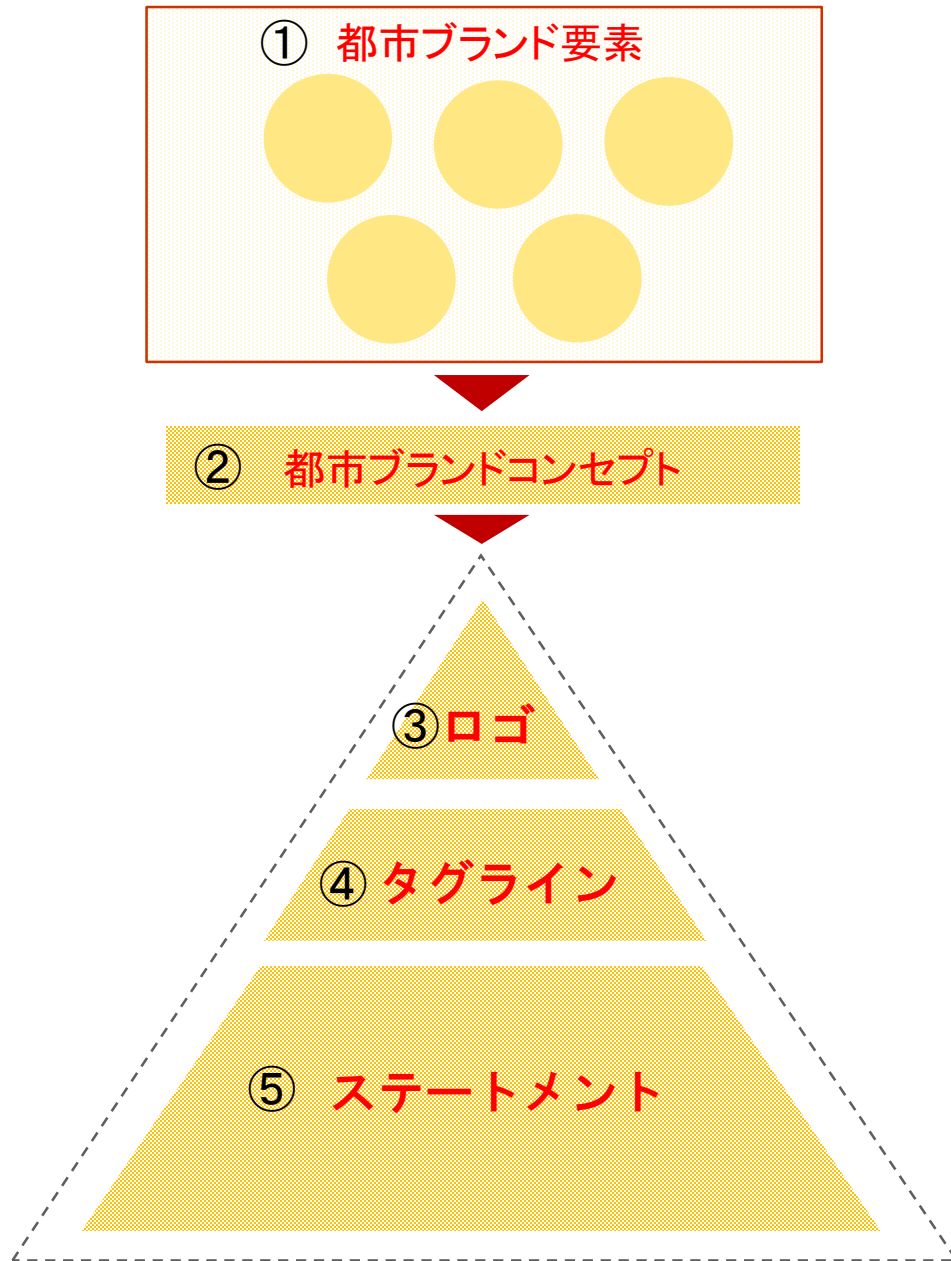 ① 都市ブランド要素
② 都市ブランドコンセプト
③ロゴ
④ タグライン
⑤ ステートメント